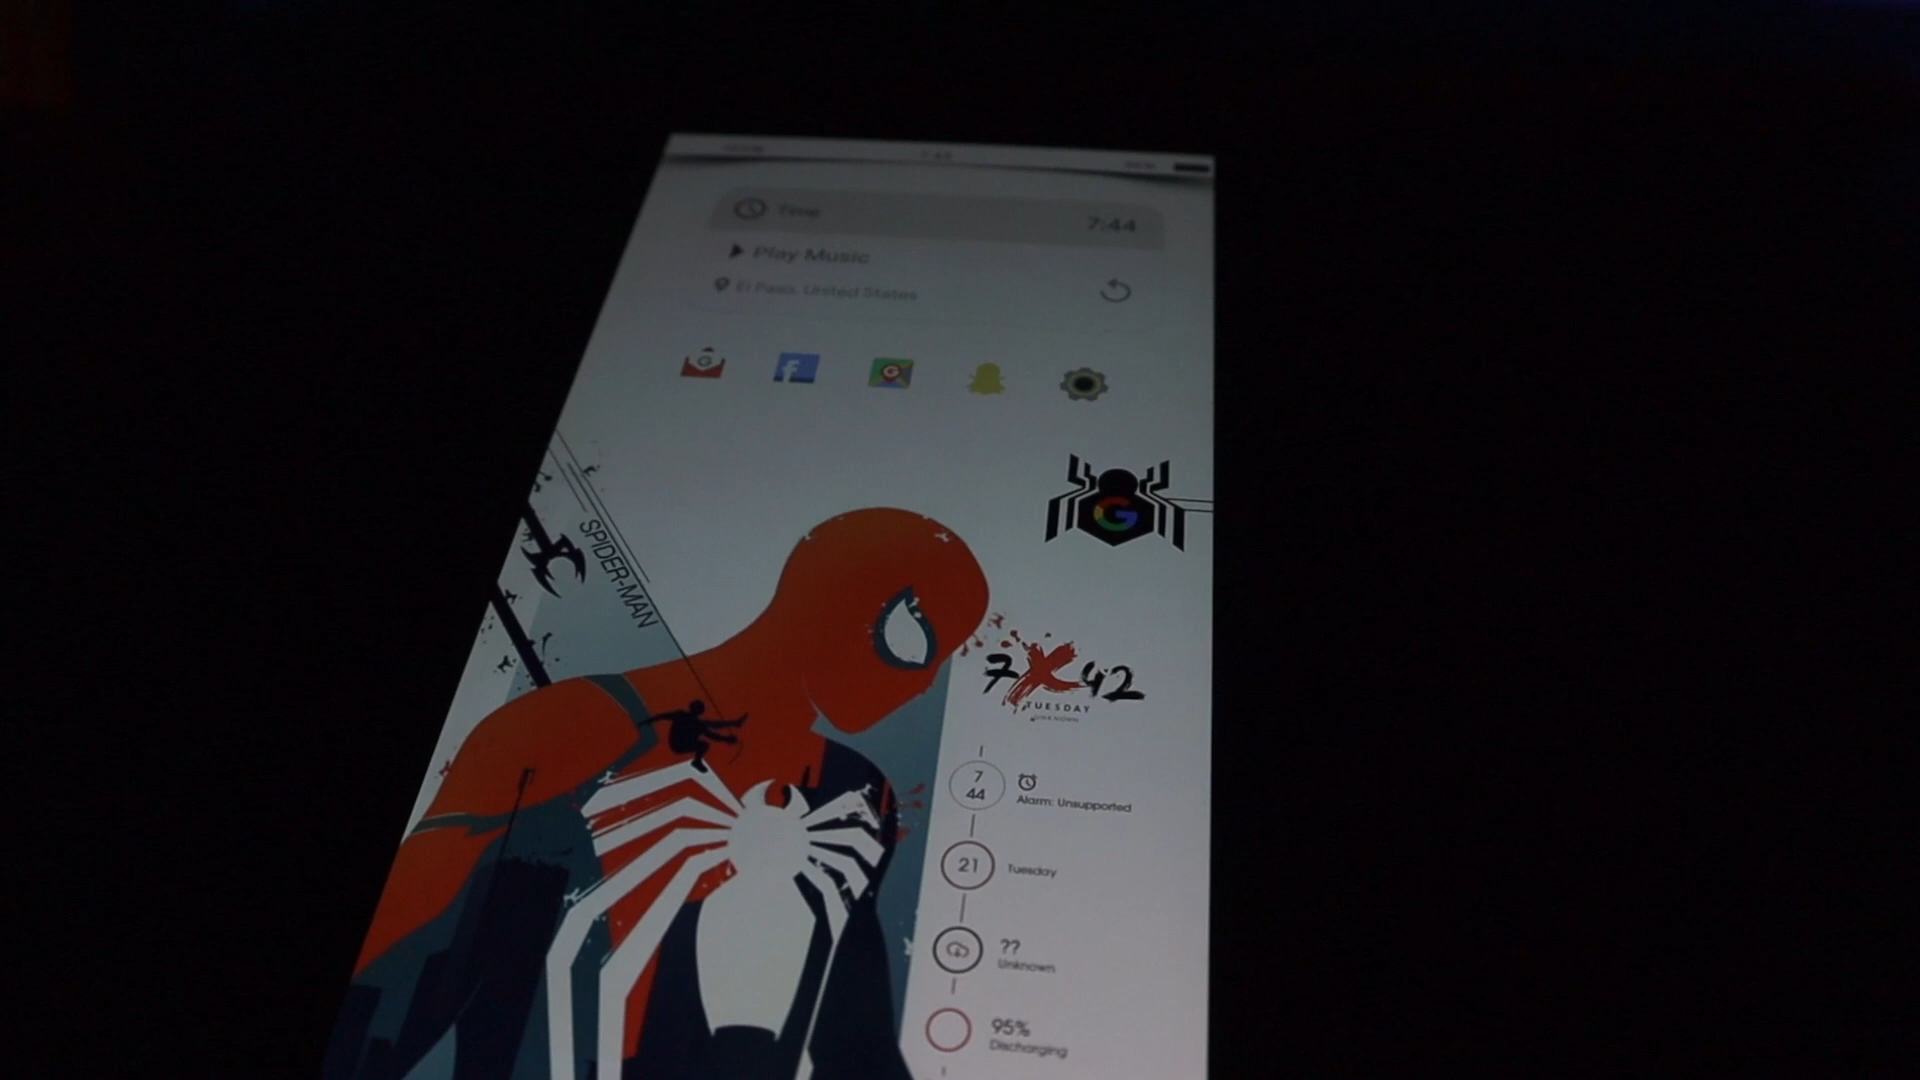 Time 7:44
Play Music
El Paso, United States
G
f
G
G
SPIDER-MAN
7X42
TUESDAY
UNKNOWN
7
44
Alarm: Unsupported
21
Tuesday
??
Unknown
95%
Discharging